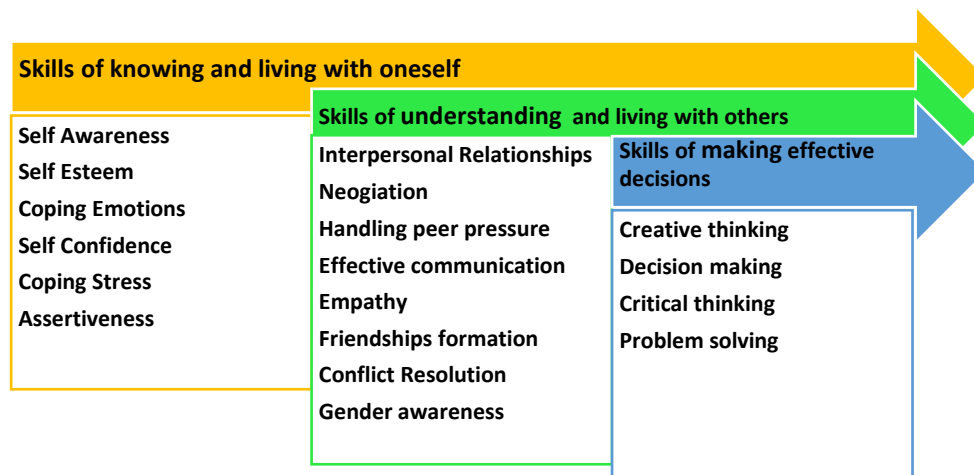 Skills of knowing and living with oneself
Self Awareness
Self Esteem
Coping Emotions
Self Confidence
Coping Stress
Assertiveness
Skills of understanding and living with others
Interpersonal Relationships
Neogiation
Handling peer pressure
Effective communication
Empathy
Friendships formation
Conflict Resolution
Gender awareness
Skills of making effective
decisions
Creative thinking
Decision making
Critical thinking
Problem solving